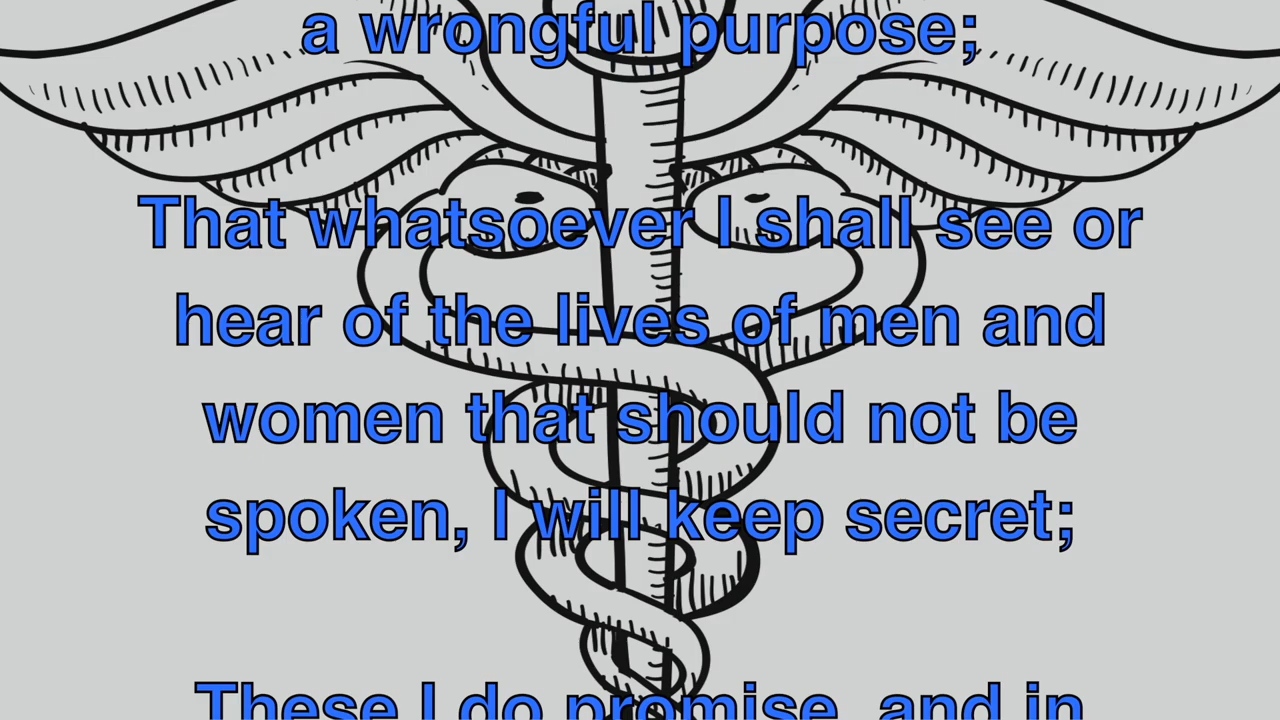 a wrongful purpose;
That whatsoever I shall see or
hear of the lives of men and
women that should not be
spoken, I will keep secret;
These I do promise, and in